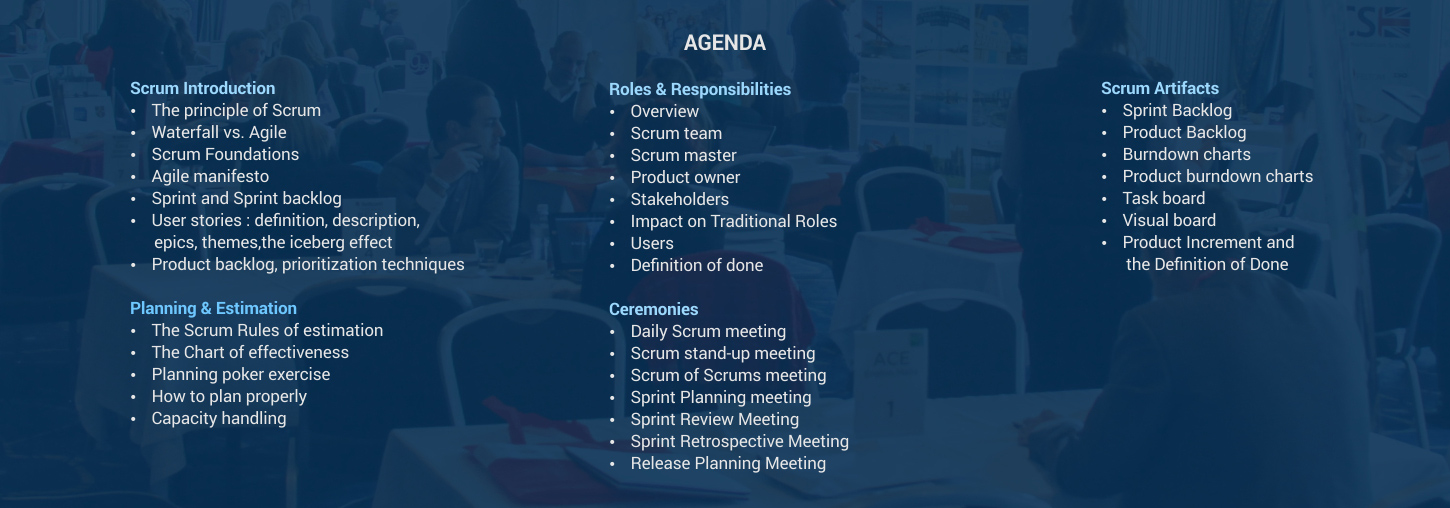 AGENDA
Scrum Introduction
• The principle of Scrum
• Waterfall vs. Agile
• Scrum Foundations
• Agile manifesto
• Sprint and Sprint backlog
• User stories : definition, description,
epics, themes,the iceberg effect
• Product backlog, prioritization techniques
Planning & Estimation
• The Scrum Rules of estimation
• The Chart of effectiveness
• Planning poker exercise
• How to plan properly
• Capacity handling
Roles & Responsibilities
• Overview
• Scrum team
• Scrum master
• Product owner
• Stakeholders
• Impact on Traditional Roles
• Users
• Definition of done
Ceremonies
• Daily Scrum meeting
• Scrum stand-up meeting
• Scrum of Scrums meeting
• Sprint Planning meeting
• Sprint Review Meeting
• Sprint Retrospective Meeting
• Release Planning Meeting
Scrum Artifacts
• Sprint Backlog
• Product Backlog
• Burndown charts
• Product burndown charts
• Task board
• Visual board
• Product Increment and
the Definition of Done
ACE
1